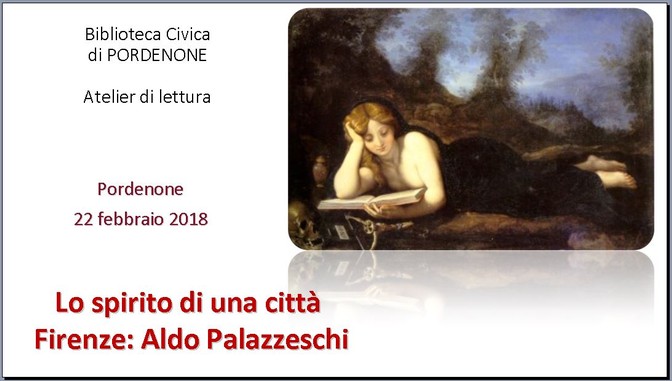 Biblioteca Civica
di PORDENONE
Atelier di lettura
Pordenone
22 febbraio 2018
Lo spirito di una città
Firenze: Aldo Palazzeschi